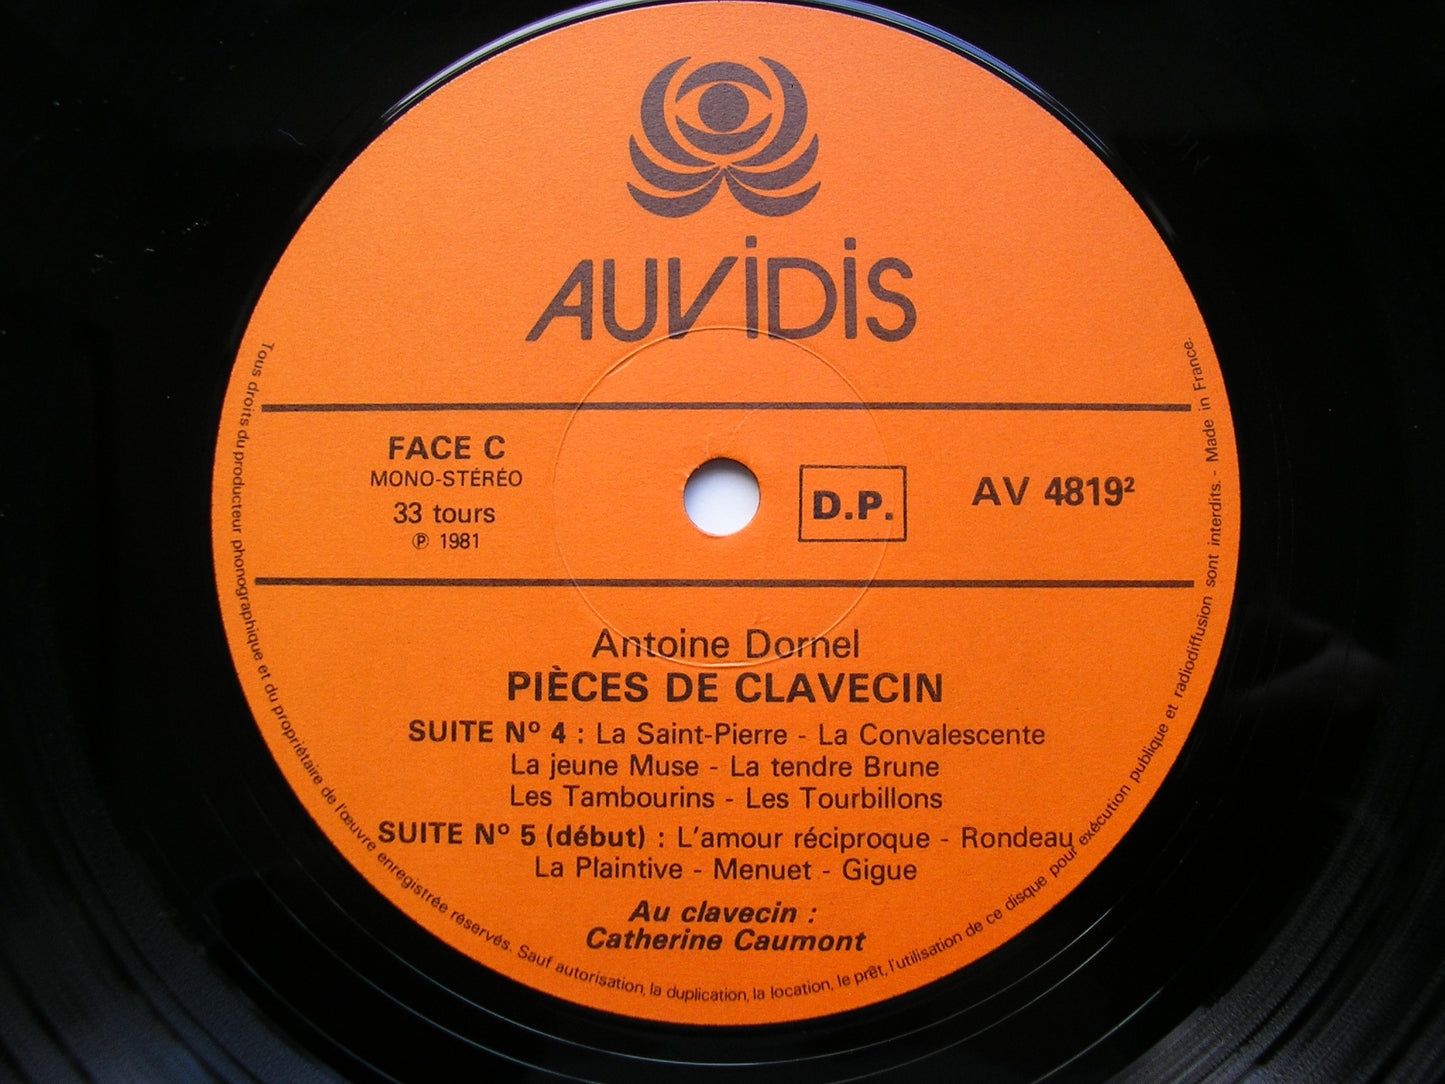 AUVIDIS
FACE C
MONO-STÉRÉO
33 tours
℗ 1981
D.P.
AV 4819²
Antoine Dornel
PIÈCES DE CLAVECIN
SUITE Nº 4 : La Saint-Pierre - La Convalescente
La jeune Muse - La tendre Brune
Les Tambourins - Les Tourbillons
SUITE Nº 5 (début) : L'amour réciproque - Rondeau
La Plaintive - Menuet - Gigue
Au clavecin :
Catherine Caumont
Tous droits du producteur phonographique et du propriétaire de l'œuvre enregistrée réservés. Sauf autorisation, la duplication, la location, le prêt, l'utilisation de ce disque pour exécution publique et radiodiffusion sont interdits. - Made in France.